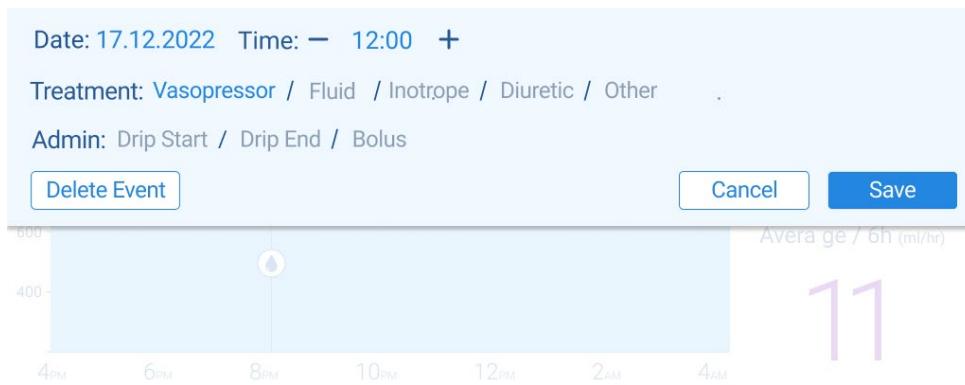 Date: 17.12.2022 Time: − 12:00 +
Treatment: Vasopressor / Fluid / Inotrope / Diuretic / Other .
Admin: Drip Start / Drip End / Bolus
Delete Event Cancel Save
600 Avera ge / 6h (ml/hr)
400 11
4PM 6PM 8PM 10PM 12PM 2AM 4AM